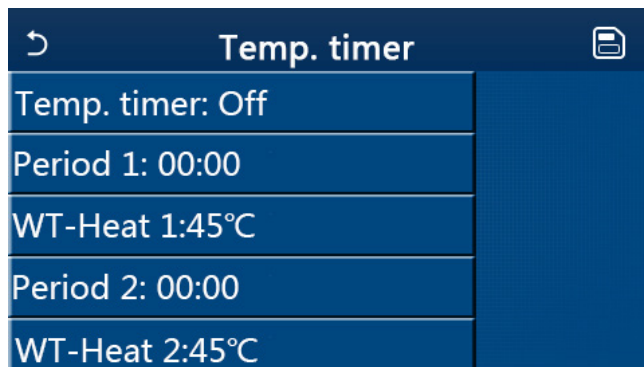 Temp. timer
Temp. timer: Off
Period 1: 00:00
WT-Heat 1:45℃
Period 2: 00:00
WT-Heat 2:45℃